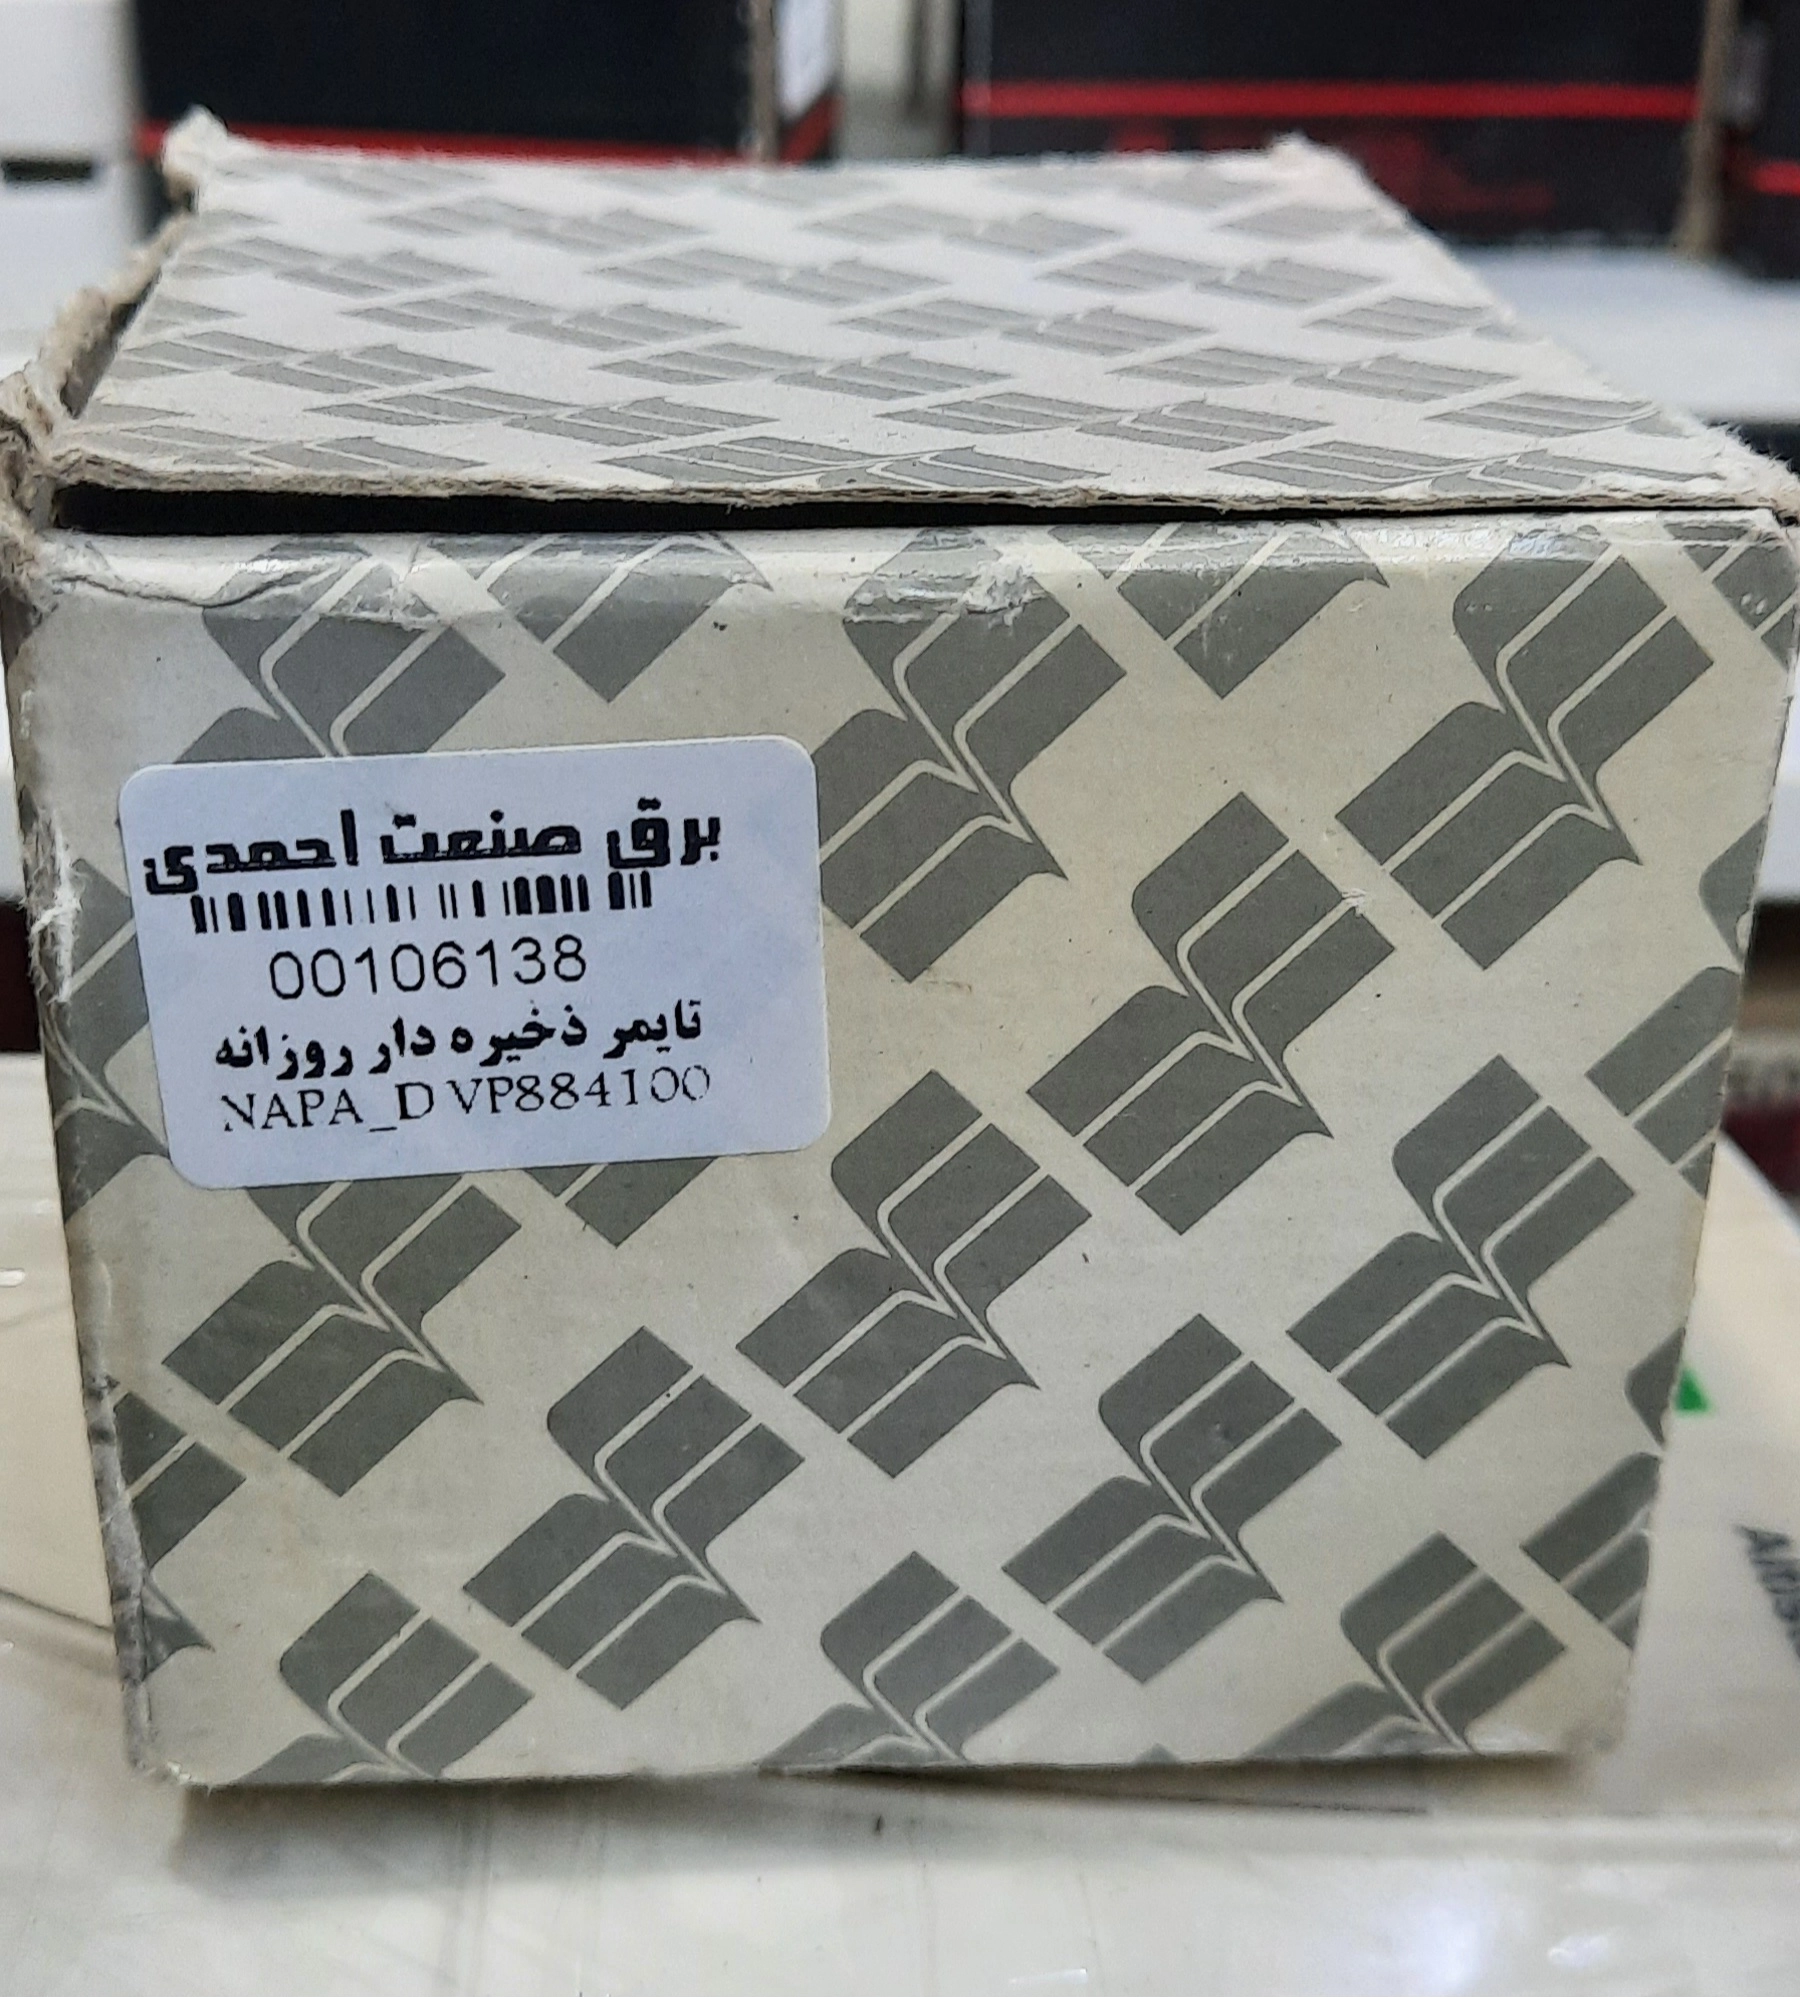 برق صنعت احمدی
00106138
تایمر ذخیره دار روزانه
NAPA_D VP884100